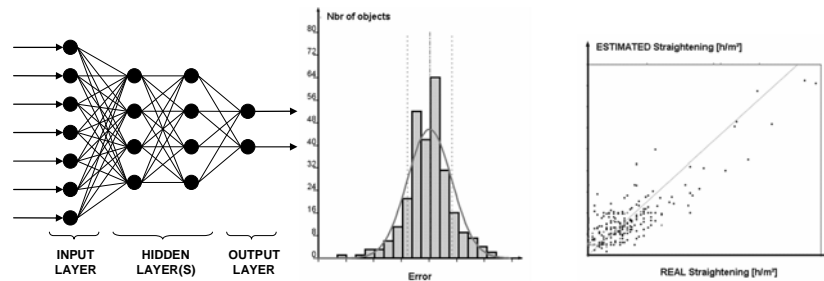 INPUT
LAYER
HIDDEN
LAYER(S)
OUTPUT
LAYER
Nbr of objects
80
72
64
56
48
40
32
24
16
8
0
Error
ESTIMATED Straightening [h/m²]
REAL Straightening [h/m²]